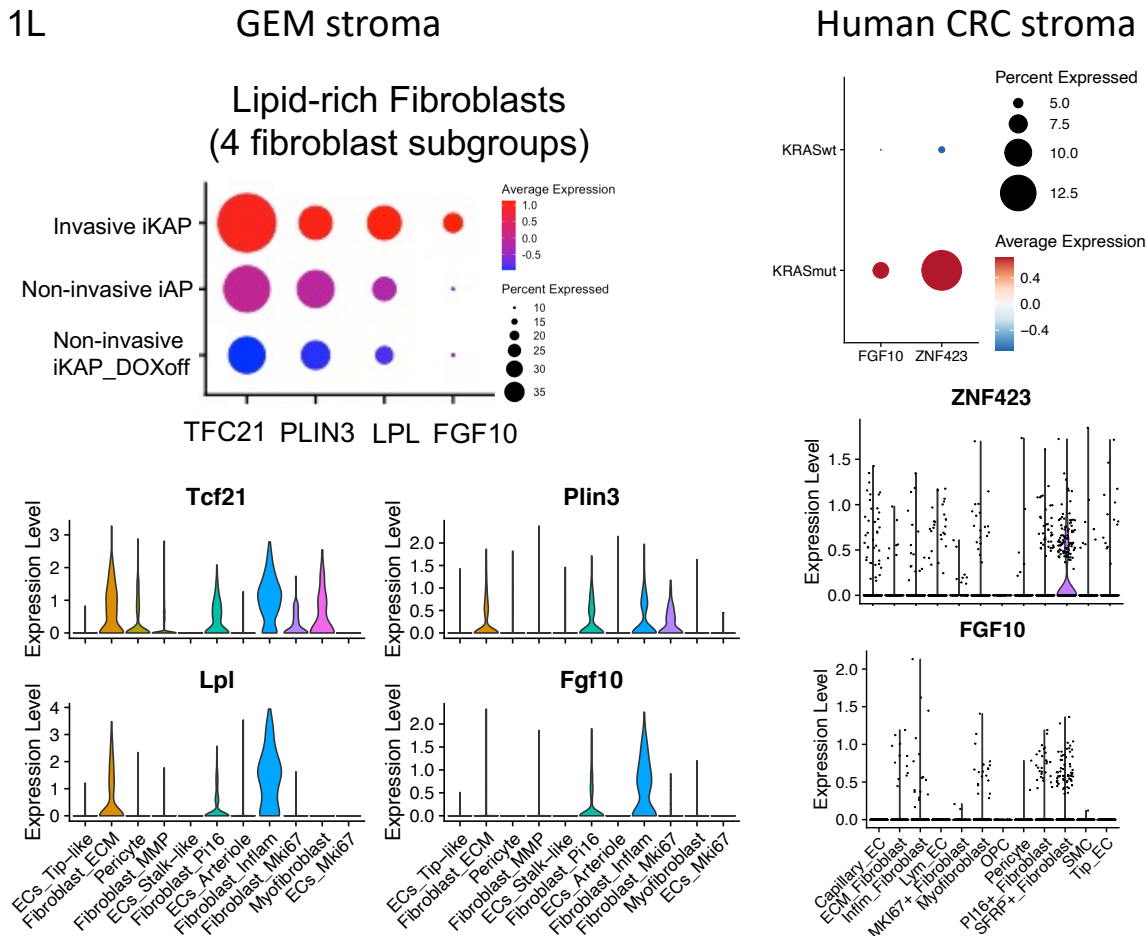 1L
GEM stroma
Human CRC stroma
Lipid-rich Fibroblasts
(4 fibroblast subgroups)
Invasive iKAP
Non-invasive iAP
Non-invasive
iKAP_DOXoff
TFC21 PLIN3 LPL FGF10
Average Expression
1.0
0.5
0.0
−0.5
Percent Expressed
10
15
20
25
30
35
KRASwt
KRASmut
FGF10 ZNF423
Percent Expressed
5.0
7.5
10.0
12.5
Average Expression
0.4
0.0
−0.4
Tcf21
Expression Level
3
2
1
0
Plin3
Expression Level
2.0
1.5
1.0
0.5
0.0
Lpl
Expression Level
4
3
2
1
0
ECs_Tip−like
Fibroblast_ECM
Pericyte
Fibroblast_MMP
ECs_Stalk−like
Fibroblast_Pi16
ECs_Arteriole
Fibroblast_Inflam
Fibroblast_Mki67
Myofibroblast
ECs_Mki67
Fgf10
Expression Level
2.0
1.5
1.0
0.5
0.0
ECs_Tip−like
Fibroblast_ECM
Pericyte
Fibroblast_MMP
ECs_Stalk−like
Fibroblast_Pi16
ECs_Arteriole
Fibroblast_Inflam
Fibroblast_Mki67
Myofibroblast
ECs_Mki67
ZNF423
Expression Level
1.5
1.0
0.5
0.0
FGF10
Expression Level
2.0
1.5
1.0
0.5
0.0
Capillary_EC
ECM_Fibroblast
Inflm_Fibroblast
Lym_EC
MKI67+_Fibroblast
Myofibroblast
OPC
Pericyte
PI16+_Fibroblast
SFRP+_Fibroblast
SMC
Tip_EC